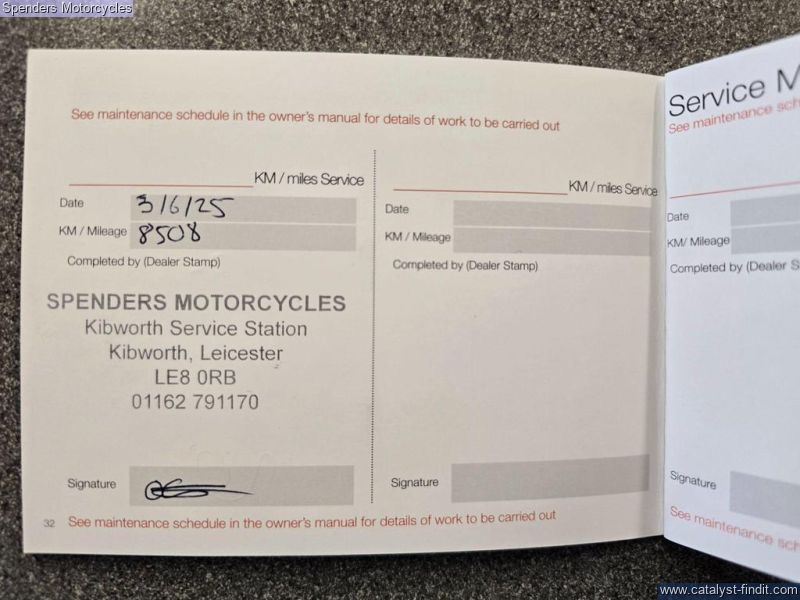 Spenders Motorcycles
See maintenance schedule in the owner's manual for details of work to be carried out
KM / miles Service
Date 3/6/25
KM / Mileage 8508
Completed by (Dealer Stamp)
SPENDERS MOTORCYCLES
Kibworth Service Station
Kibworth, Leicester
LE8 0RB
01162 791170
Signature
32 See maintenance schedule in the owner's manual for details of work to be carried out
KM / miles Service
Date
KM / Mileage
Completed by (Dealer Stamp)
Signature
Service M
See maintenance sch
Date
KM/ Mileage
Completed by (Dealer S
Signature
See maintenance sch
www.catalyst-findit.com